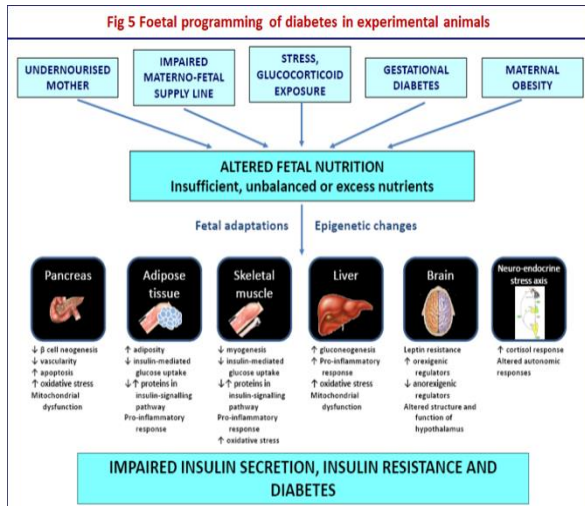 Fig 5 Foetal programming of diabetes in experimental animals
UNDERNOURISED
MOTHER
IMPAIRED
MATERNO-FETAL
SUPPLY LINE
STRESS,
GLUCOCORTICOID
EXPOSURE
GESTATIONAL
DIABETES
MATERNAL
OBESITY
ALTERED FETAL NUTRITION
Insufficient, unbalanced or excess nutrients
Fetal adaptations
Epigenetic changes
Pancreas
↓ β cell neogenesis
↓ vascularity
↑ apoptosis
↑ oxidative stress
Mitochondrial
dysfunction
Adipose
tissue
↑ adiposity
↓ insulin-mediated
glucose uptake
↓↑ proteins in
insulin-signalling
pathway
Pro-inflammatory
response
Skeletal
muscle
↓ myogenesis
↓ insulin-mediated
glucose uptake
↓↑ proteins in
insulin-signalling
pathway
Pro-inflammatory
response
↑ oxidative stress
Liver
↑ gluconeogenesis
↑ Pro-inflammatory
response
↑ oxidative stress
Mitochondrial
dysfunction
Brain
Leptin resistance
↑ orexigenic
regulators
↓ anorexigenic
regulators
Altered structure and
function of
hypothalamus
Neuro-endocrine
stress axis
↑ cortisol response
Altered autonomic
responses
IMPAIRED INSULIN SECRETION, INSULIN RESISTANCE AND
DIABETES